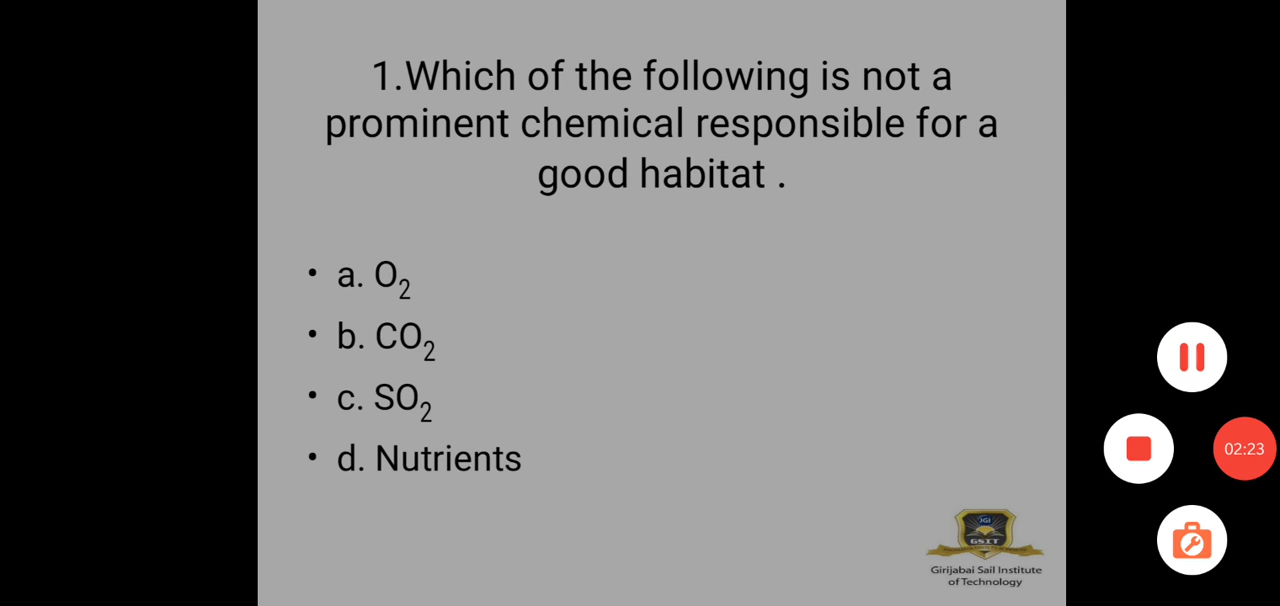 1.Which of the following is not a
prominent chemical responsible for a
good habitat .
• a. O₂
• b. CO₂
• c. SO₂
• d. Nutrients
02:23
JGI
GSIT
Girijabai Sail Institute
of Technology